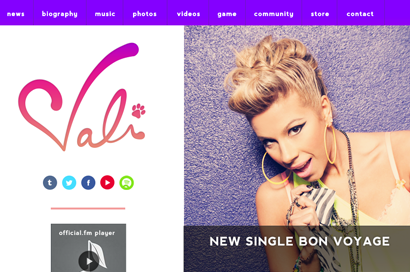 news biography music photos videos game community store contact
Vali
official.fm player
NEW SINGLE BON VOYAGE